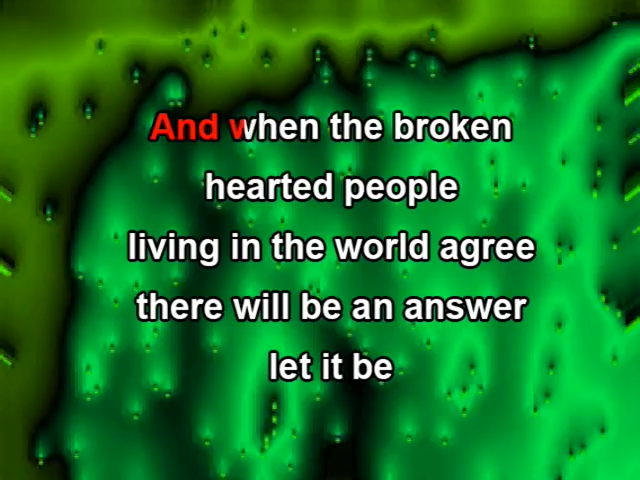 And when the broken
hearted people
living in the world agree
there will be an answer
let it be